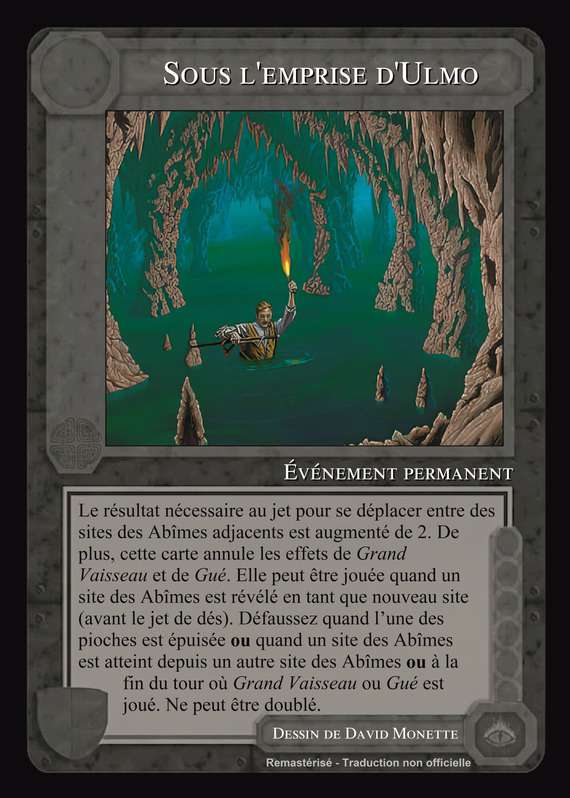 Sous l'emprise d'Ulmo
Événement permanent
Le résultat nécessaire au jet pour se déplacer entre des
sites des Abîmes adjacents est augmenté de 2. De
plus, cette carte annule les effets de Grand
Vaisseau et de Gué. Elle peut être jouée quand un
site des Abîmes est révélé en tant que nouveau site
(avant le jet de dés). Défaussez quand l’une des
pioches est épuisée ou quand un site des Abîmes
est atteint depuis un autre site des Abîmes ou à la
fin du tour où Grand Vaisseau ou Gué est
joué. Ne peut être doublé.
Dessin de David Monette
Remastérisé - Traduction non officielle